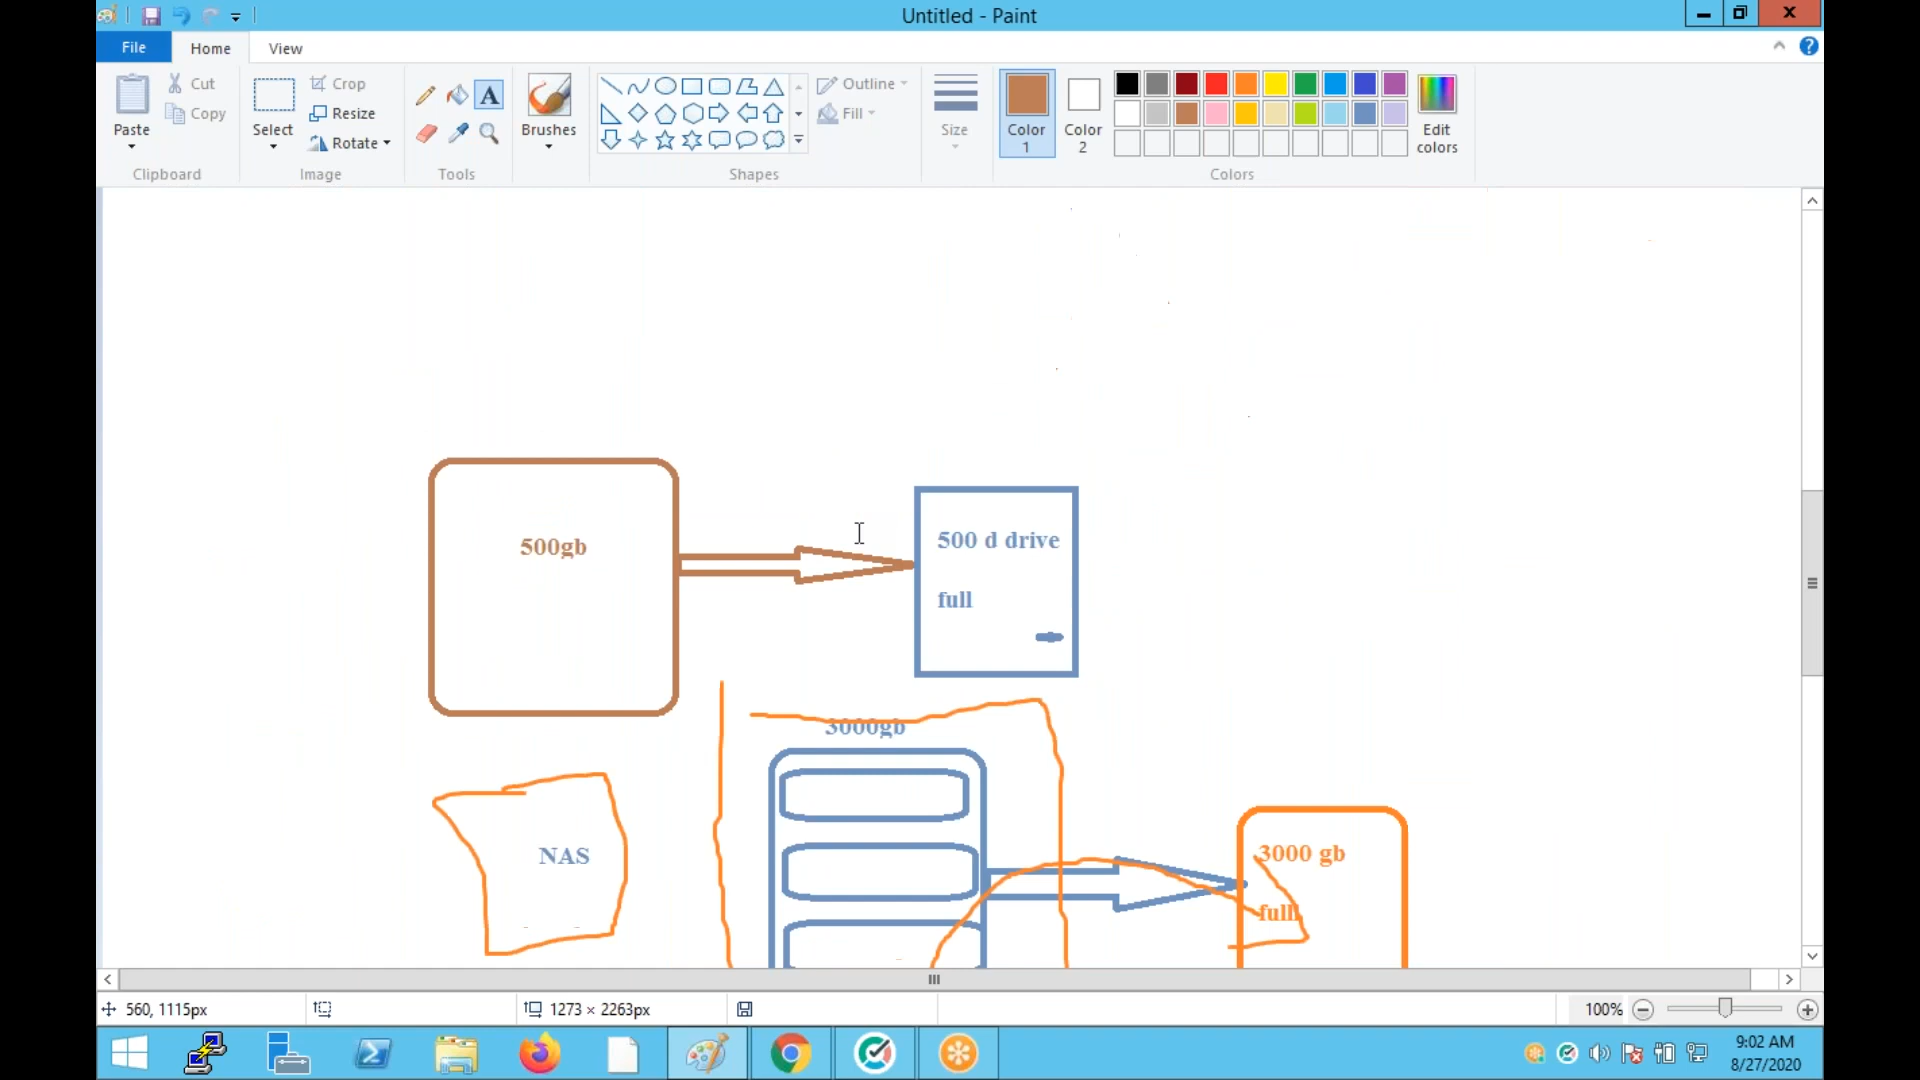 Untitled - Paint
File Home View
Paste
Cut
Copy
Clipboard
Select
Crop
Resize
Rotate
Image
A
Tools
Brushes
Shapes
Outline
Fill
Size
Color 1
Color 2
Edit colors
Colors
500gb
500 d drive
full
3000gb
NAS
3000 gb
full
560, 1115px
1273 × 2263px
100%
9:02 AM
8/27/2020